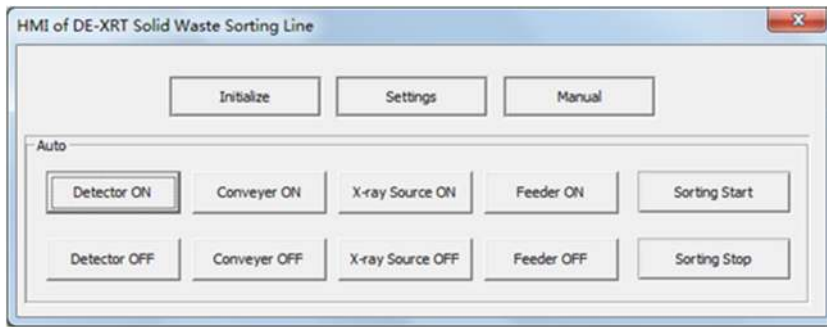 HMI of DE-XRT Solid Waste Sorting Line
Initialize Settings Manual
Auto
Detector ON Conveyer ON X-ray Source ON Feeder ON Sorting Start
Detector OFF Conveyer OFF X-ray Source OFF Feeder OFF Sorting Stop